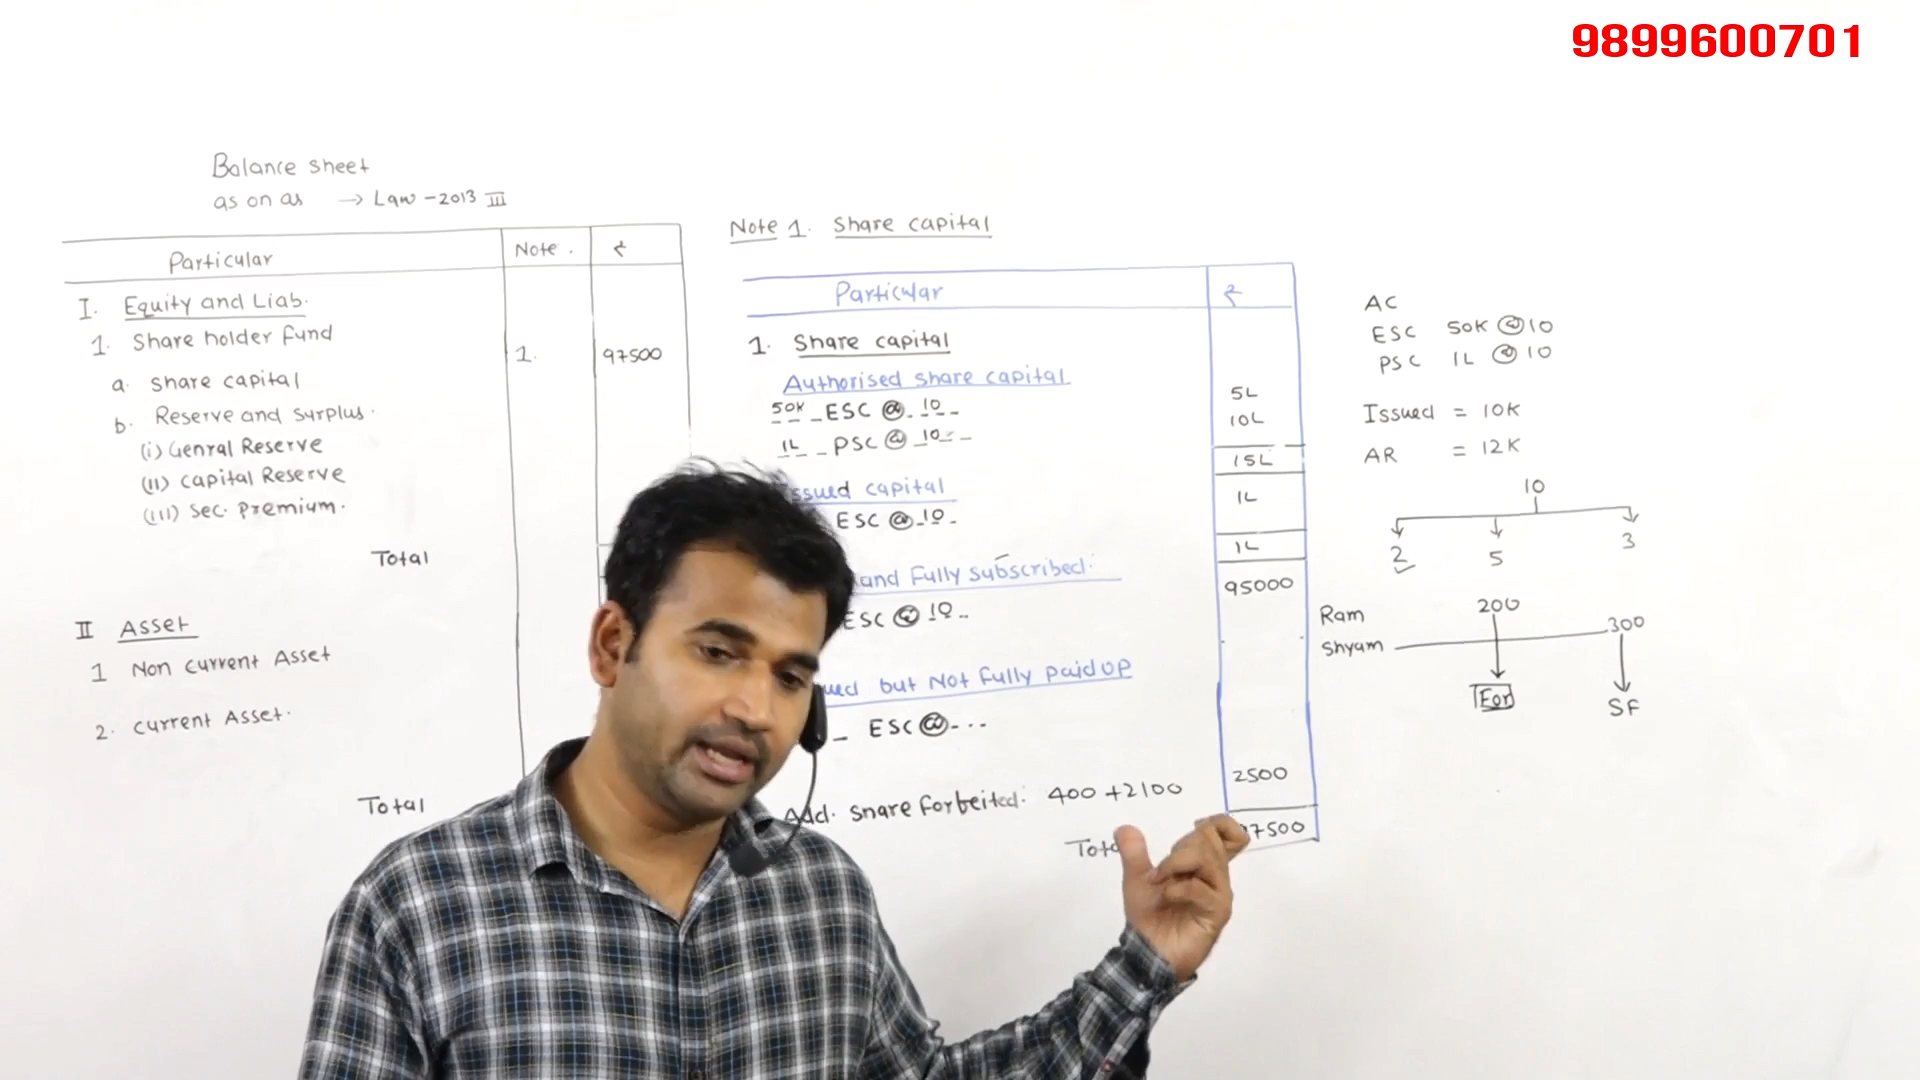 9899600701
Balance sheet
as on as → Law - 2013 III
Particular Note . ₹
I. Equity and Liab.
1. Share holder fund
a. Share capital 1. 97500
b. Reserve and surplus.
(i) Genral Reserve
(ii) Capital Reserve
(iii) Sec. Premium.
Total
II Asset
1 Non current Asset
2. Current Asset.
Total
Note 1. Share capital
Particular ₹
1. Share capital
Authorised share capital
50K ESC @ 10 5L
1L PSC @ 10 10L
15L
ssued capital 1L
ESC @ 10
1L
and Fully subscribed. 95000
ESC @ 10
but Not fully paid up
ESC @ ...
Add. Share Forfeited: 400 + 2100 2500
7500
AC
ESC 50K @ 10
PSC 1L @ 10
Issued = 10K
AR = 12K
10
2 5 3
Ram 200
Shyam 300
For SF